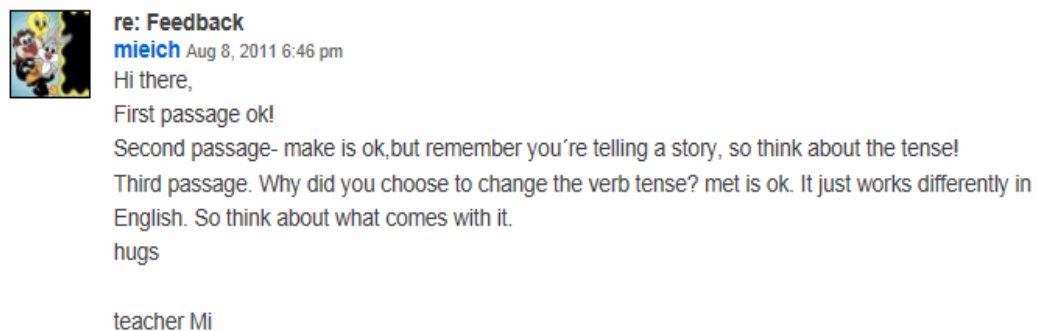 re: Feedback
mieich Aug 8, 2011 6:46 pm
Hi there,
First passage ok!
Second passage- make is ok,but remember you´re telling a story, so think about the tense!
Third passage. Why did you choose to change the verb tense? met is ok. It just works differently in
English. So think about what comes with it.
hugs
teacher Mi